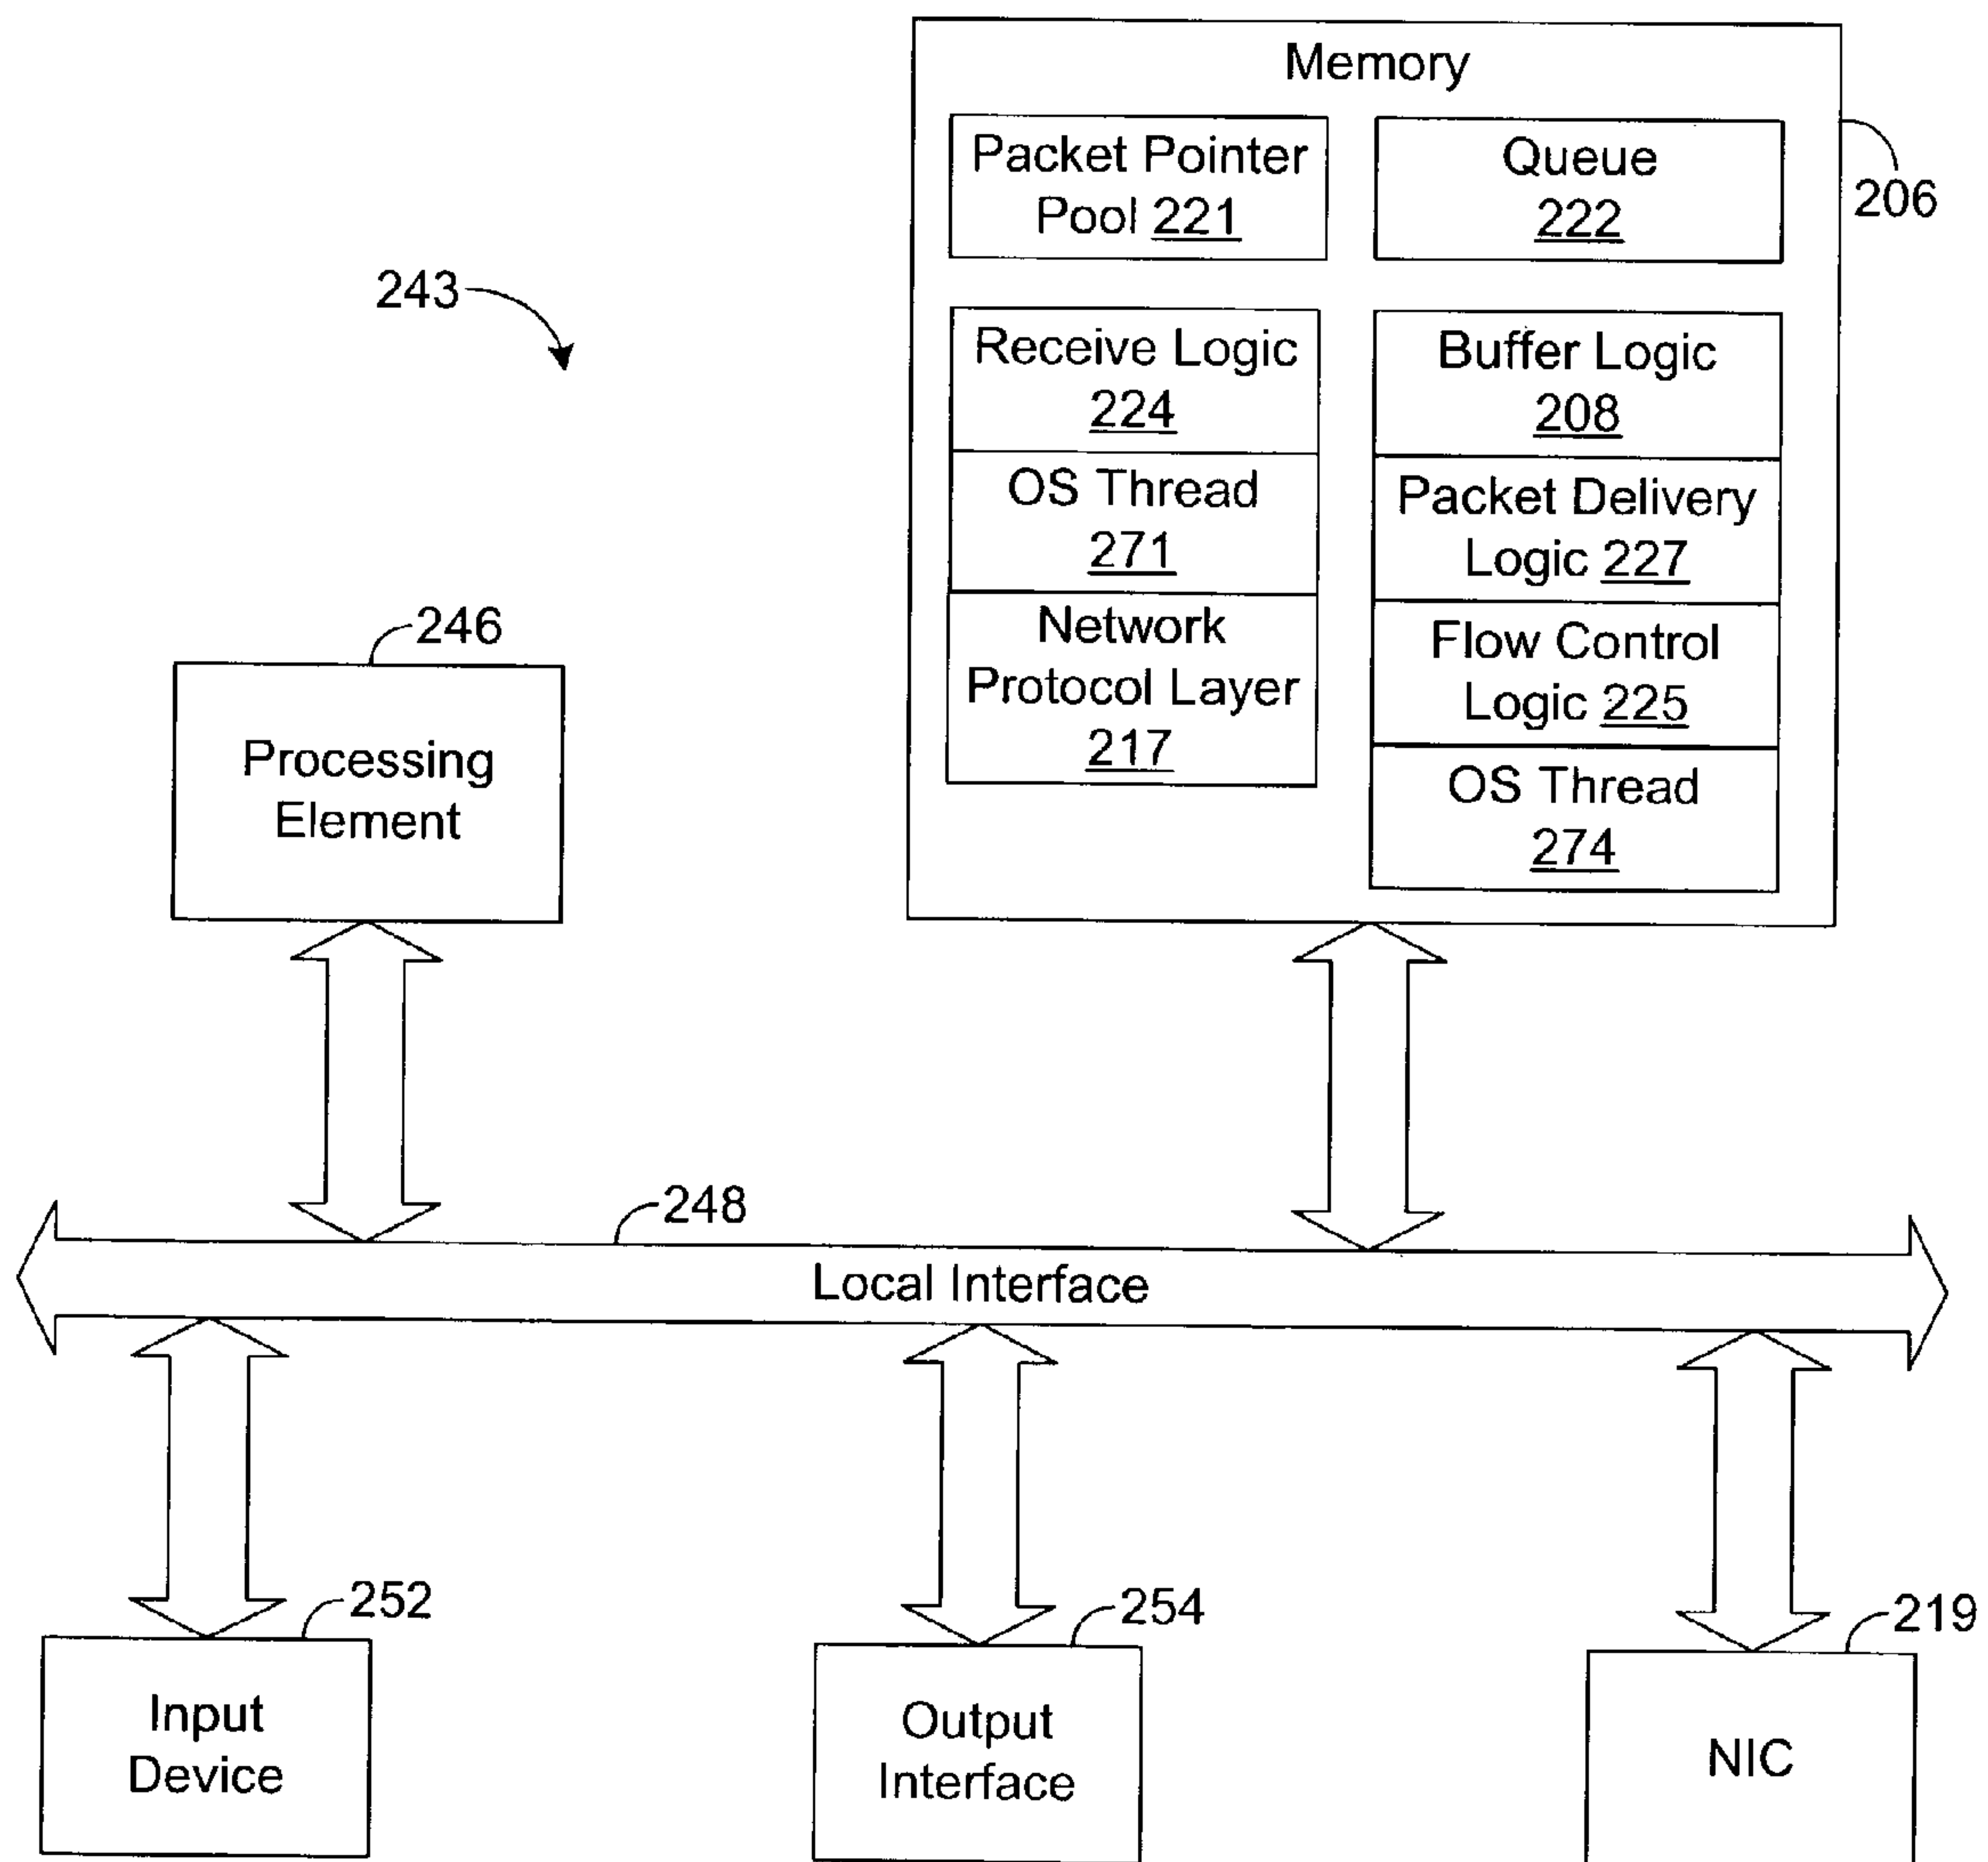 Memory
Packet Pointer
Pool 221
Queue
222
206
243
Receive Logic
224
OS Thread
271
Network
Protocol Layer
217
Buffer Logic
208
Packet Delivery
Logic 227
Flow Control
Logic 225
OS Thread
274
246
Processing
Element
248
Local Interface
252
Input
Device
254
Output
Interface
219
NIC